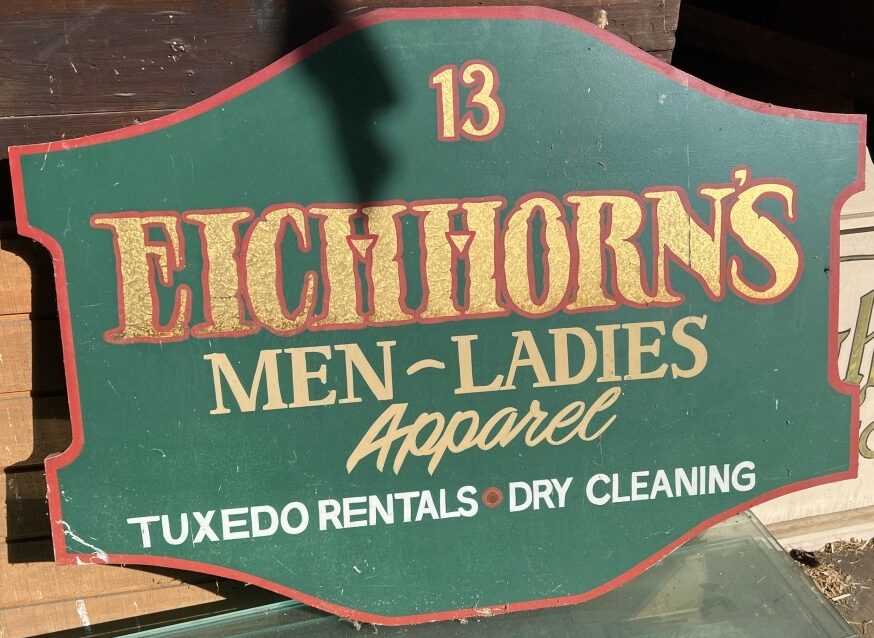 13
EICHHORN'S
MEN~LADIES
Apparel
TUXEDO RENTALS • DRY CLEANING